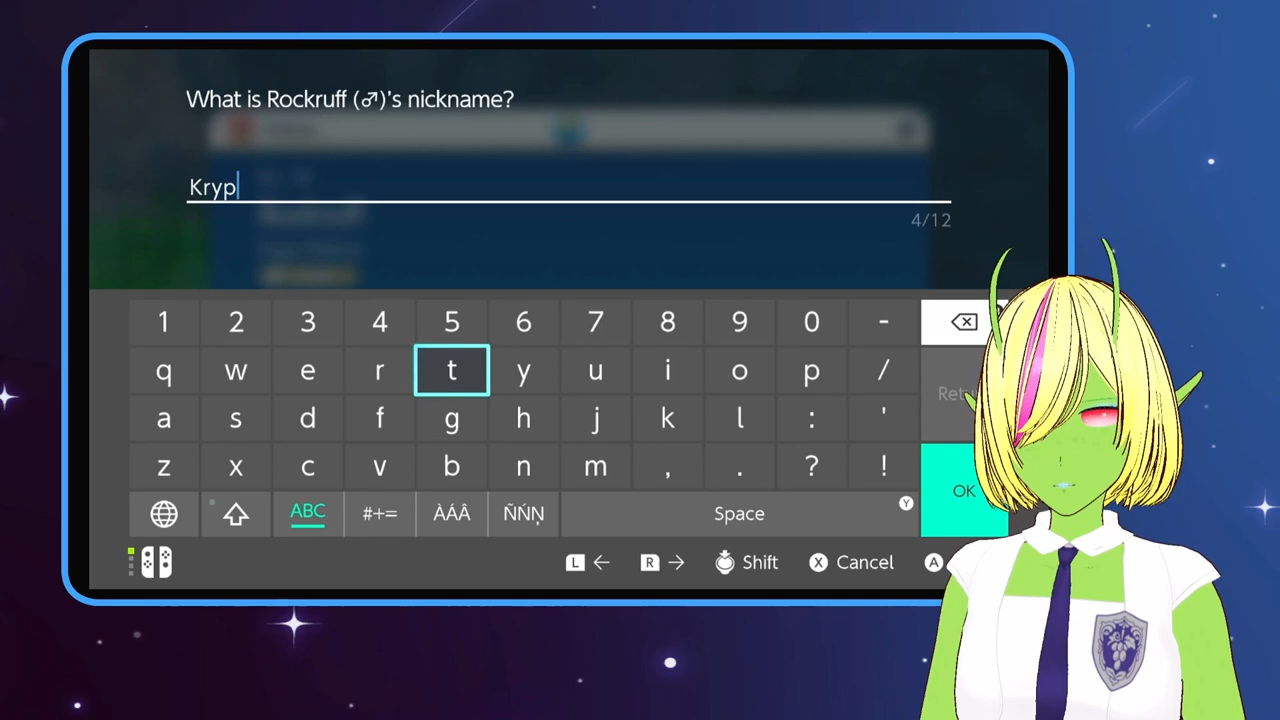 What is Rockruff (♂)'s nickname?
Kryp
4/12
1 2 3 4 5 6 7 8 9 0 -
q w e r t y u i o p /
a s d f g h j k l : '
z x c v b n m , . ? !
ABC #+= ÀÁÂ ÑŃŅ Space Y OK
L ← R → Shift X Cancel A